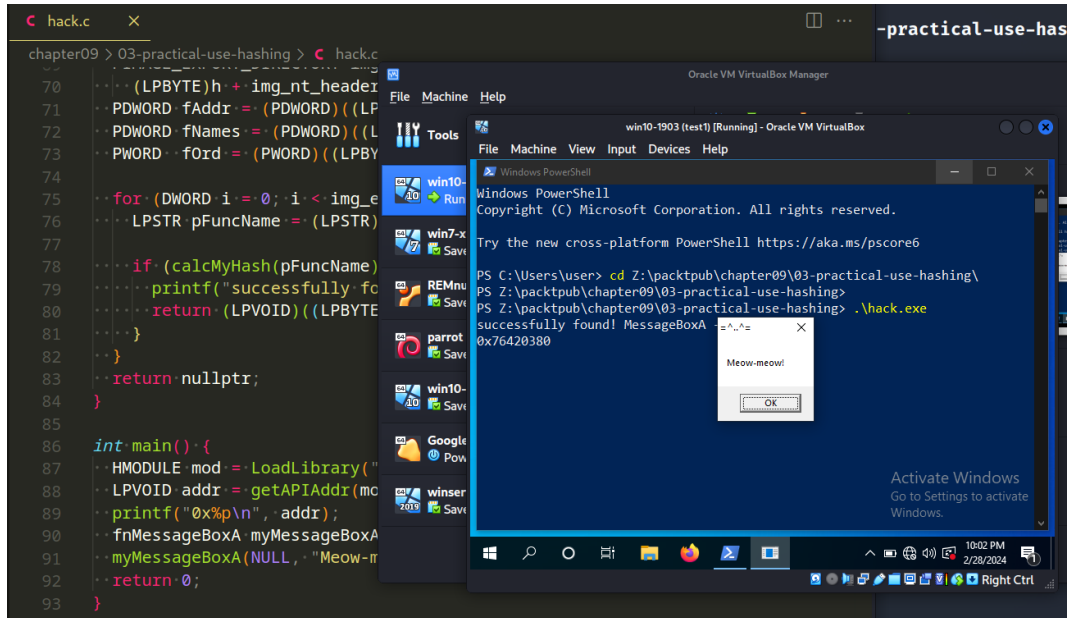 C hack.c ×
-practical-use-has
chapter09 > 03-practical-use-hashing > C hack.c
70 (LPBYTE)h + img_nt_header
71 PDWORD fAddr = (PDWORD)((LP
72 PDWORD fNames = (PDWORD)((L
73 PWORD fOrd = (PWORD)((LPBY
74
75 for (DWORD i = 0; i < img_e
76 LPSTR pFuncName = (LPSTR)
77
78 if (calcMyHash(pFuncName)
79 printf("successfully fo
80 return (LPVOID)((LPBYTE
81 }
82 }
83 return nullptr;
84 }
85
86 int main() {
87 HMODULE mod = LoadLibrary("
88 LPVOID addr = getAPIAddr(mo
89 printf("0x%p\n", addr);
90 fnMessageBoxA myMessageBoxA
91 myMessageBoxA(NULL, "Meow-m
92 return 0;
93 }
Oracle VM VirtualBox Manager
File Machine Help
Tools
win10-
Run
win7-x
Save
REMnu
Save
parrot
Save
win10-
Save
Google
Pow
winser
Save
win10-1903 (test1) [Running] - Oracle VM VirtualBox
File Machine View Input Devices Help
Windows PowerShell
Windows PowerShell
Copyright (C) Microsoft Corporation. All rights reserved.
Try the new cross-platform PowerShell https://aka.ms/pscore6
PS C:\Users\user> cd Z:\packtpub\chapter09\03-practical-use-hashing\
PS Z:\packtpub\chapter09\03-practical-use-hashing>
PS Z:\packtpub\chapter09\03-practical-use-hashing> .\hack.exe
successfully found! MessageBoxA -
0x76420380
=^..^=
Meow-meow!
OK
Activate Windows
Go to Settings to activate
Windows.
10:02 PM
2/28/2024
1
Right Ctrl